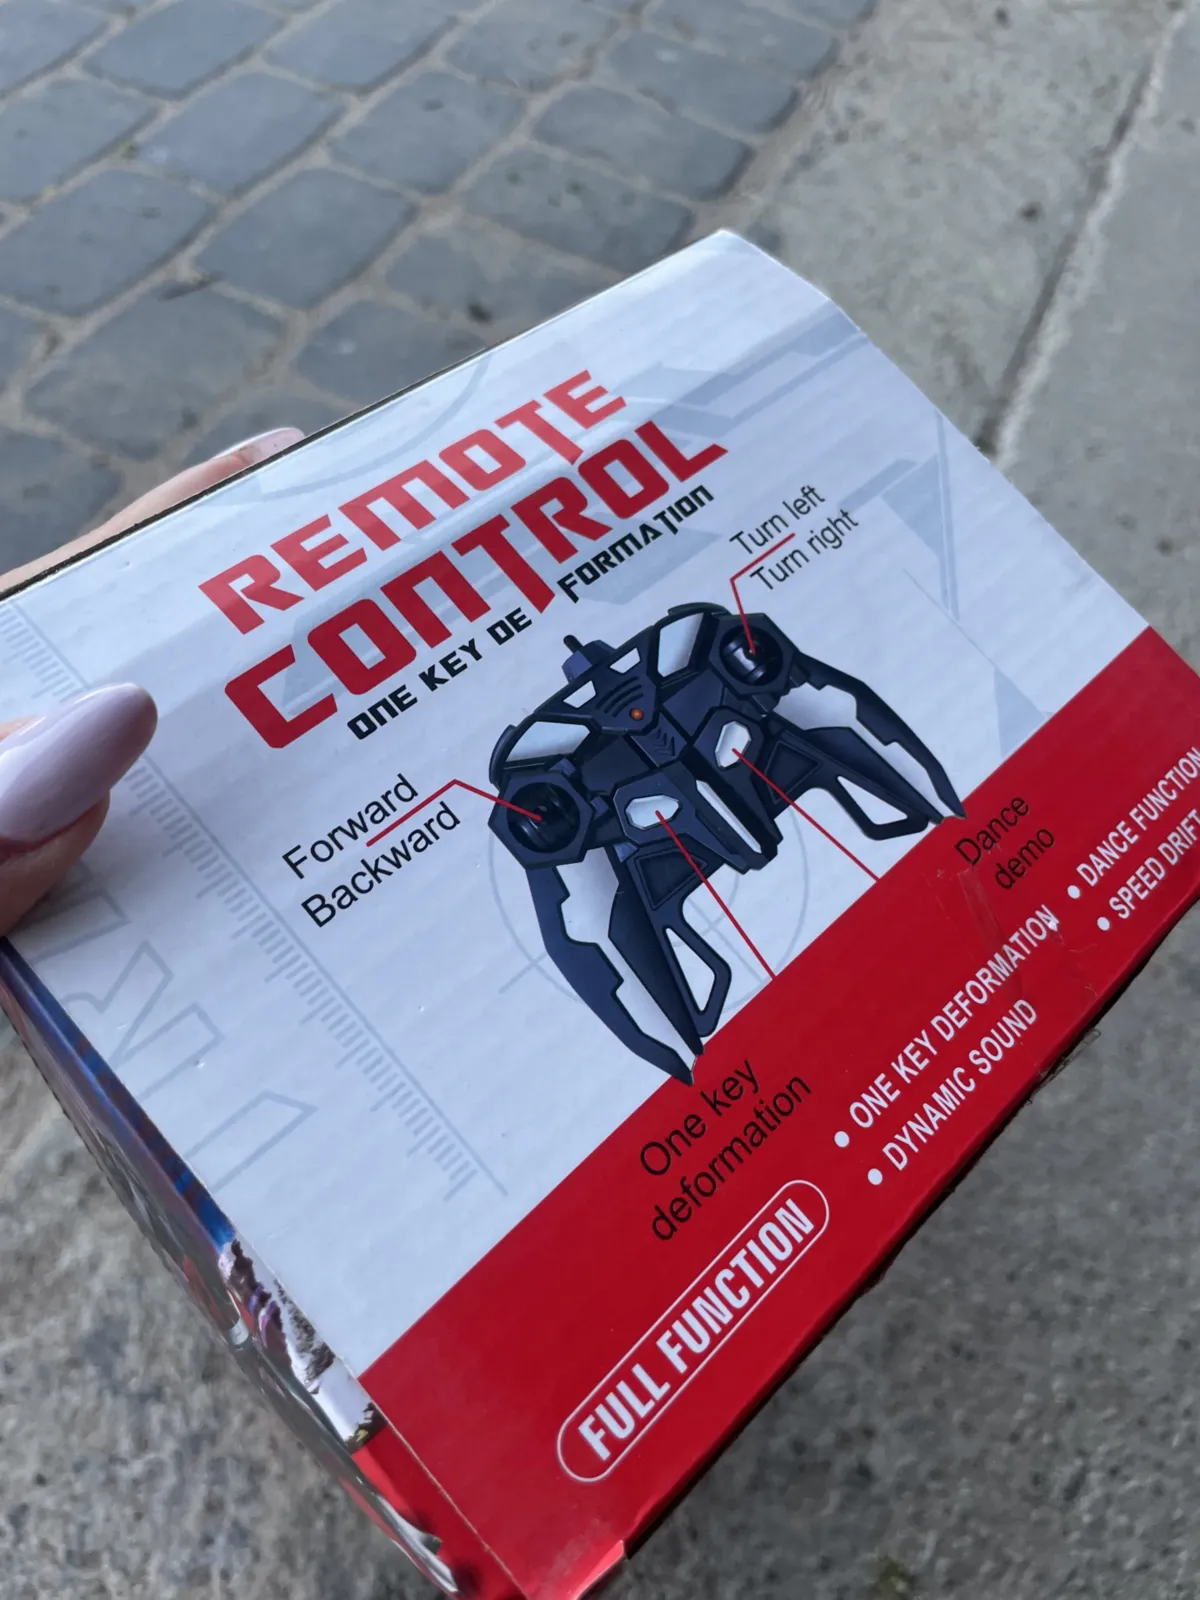 REMOTE
CONTROL
ONE KEY DE FORMATION
Turn left
Turn right
Forward
Backward
Dance
demo
One key
deformation
FULL FUNCTION
• ONE KEY DEFORMATION
• DYNAMIC SOUND
• DANCE FUNCTION
• SPEED DRIFT